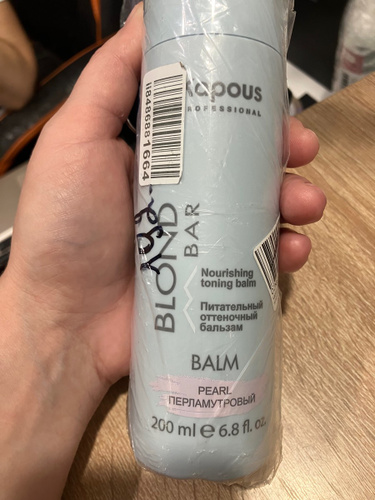 kapous
PROFESSIONAL
ii8486881664
BLOND
BAR
Nourishing
toning balm
Питательный
оттеночный
бальзам
BALM
PEARL
ПЕРЛАМУТРОВЫЙ
200 ml e 6.8 fl. oz.